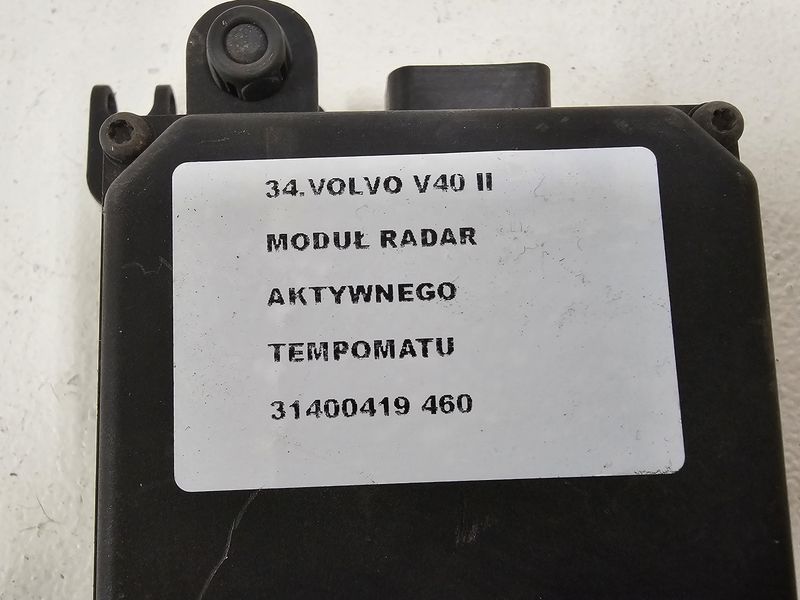 34.VOLVO V40 II
MODUŁ RADAR
AKTYWNEGO
TEMPOMATU
31400419 460